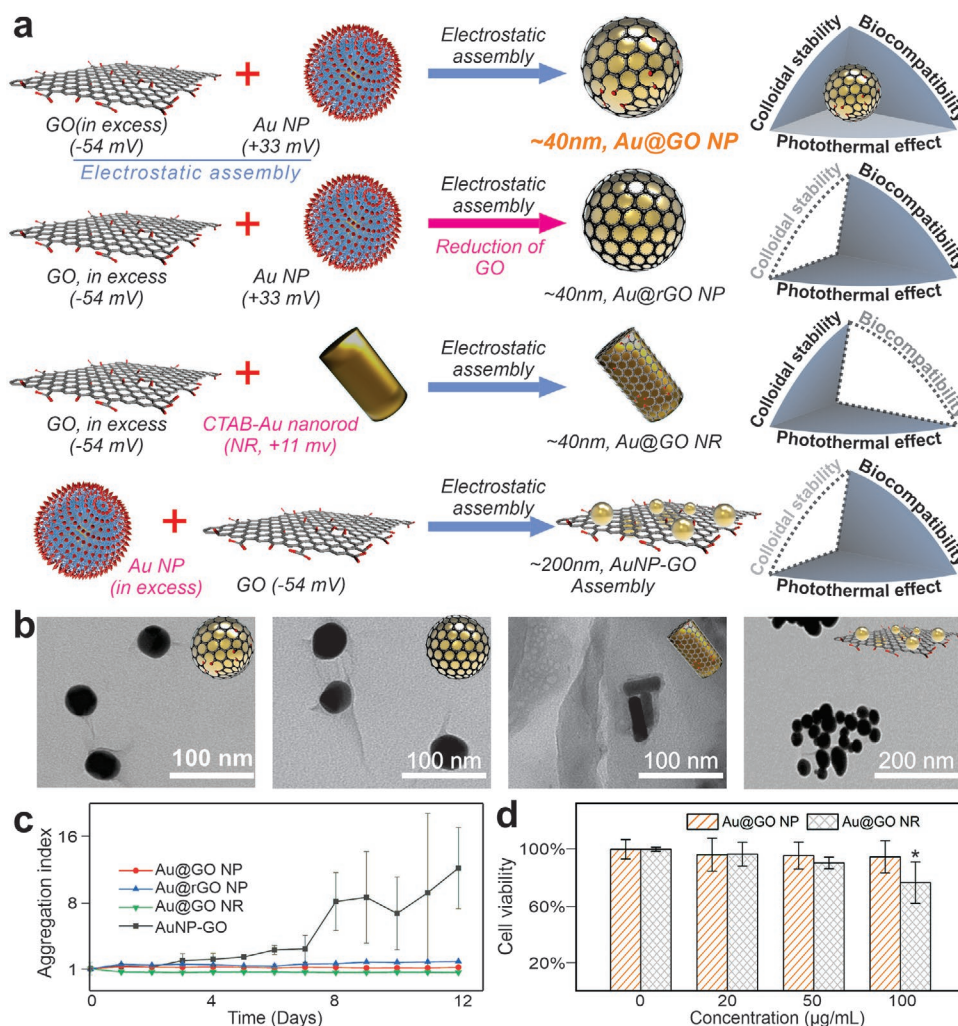 a
GO(in excess)
(-54 mV)
Au NP
(+33 mV)
Electrostatic assembly
Electrostatic
assembly
~40nm, Au@GO NP
Colloidal stability
Biocompatibility
Photothermal effect
GO, in excess
(-54 mV)
Au NP
(+33 mV)
Electrostatic
assembly
Reduction of
GO
~40nm, Au@rGO NP
Colloidal stability
Biocompatibility
Photothermal effect
GO, in excess
(-54 mV)
CTAB-Au nanorod
(NR, +11 mv)
Electrostatic
assembly
~40nm, Au@GO NR
Colloidal stability
Biocompatibility
Photothermal effect
Au NP
(in excess)
GO (-54 mV)
Electrostatic
assembly
~200nm, AuNP-GO
Assembly
Colloidal stability
Biocompatibility
Photothermal effect
b
100 nm
100 nm
100 nm
200 nm
c
Aggregation index
16
8
1
Au@GO NP
Au@rGO NP
Au@GO NR
AuNP-GO
0 4 8 12
Time (Days)
d
Cell viability
100%
60%
20%
Au@GO NP Au@GO NR
*
0 20 50 100
Concentration (µg/mL)